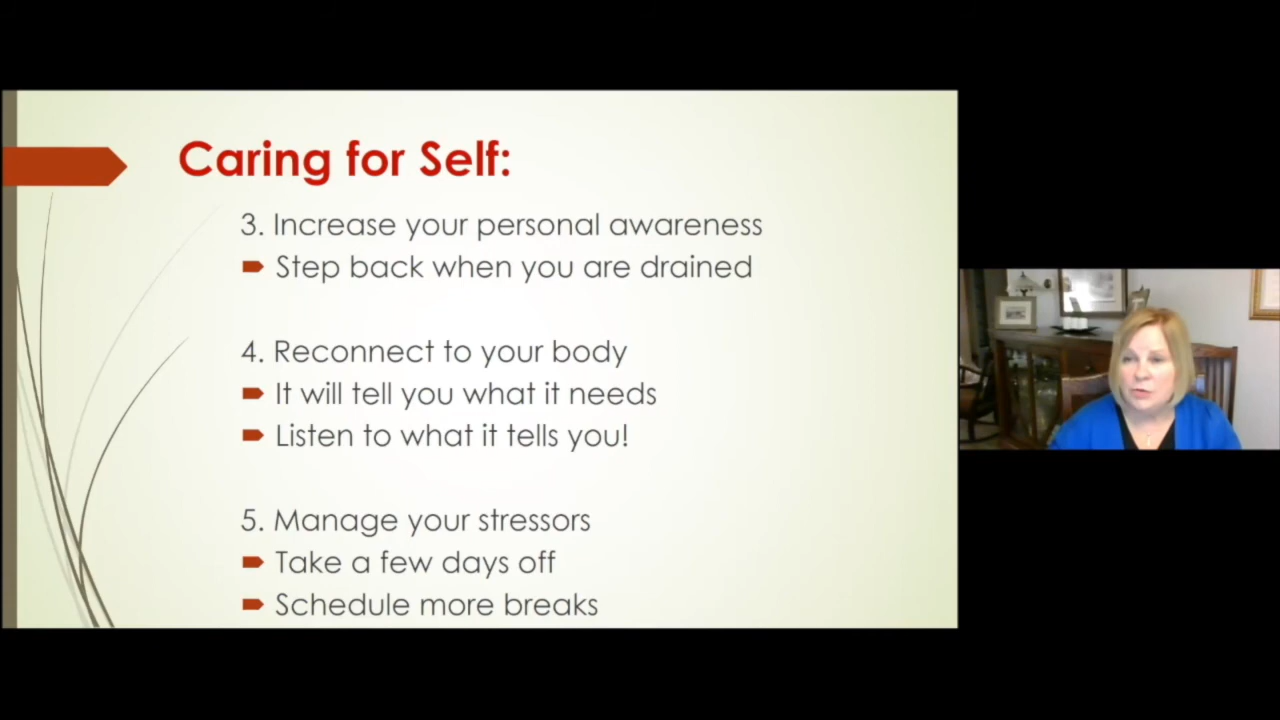 Caring for Self:
3. Increase your personal awareness
Step back when you are drained
4. Reconnect to your body
It will tell you what it needs
Listen to what it tells you!
5. Manage your stressors
Take a few days off
Schedule more breaks